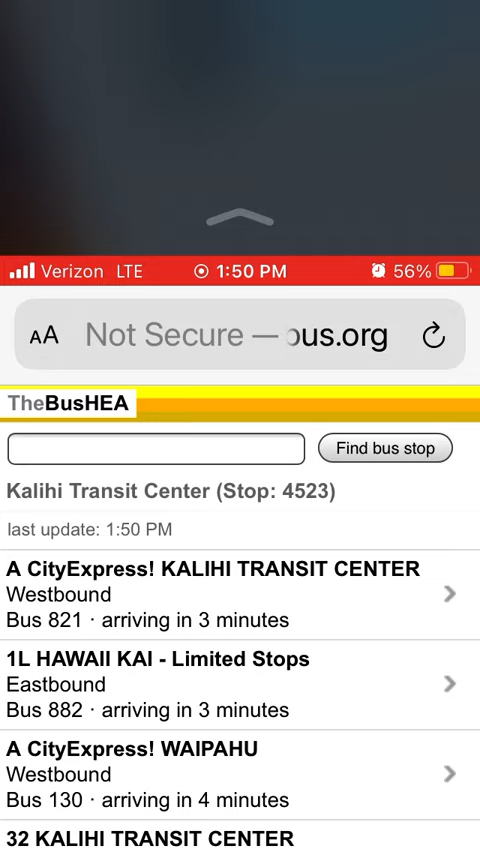 Verizon LTE 1:50 PM 56%
AA Not Secure — bus.org
TheBusHEA
Find bus stop
Kalihi Transit Center (Stop: 4523)
last update: 1:50 PM
A CityExpress! KALIHI TRANSIT CENTER
Westbound
Bus 821 · arriving in 3 minutes
1L HAWAII KAI - Limited Stops
Eastbound
Bus 882 · arriving in 3 minutes
A CityExpress! WAIPAHU
Westbound
Bus 130 · arriving in 4 minutes
32 KALIHI TRANSIT CENTER